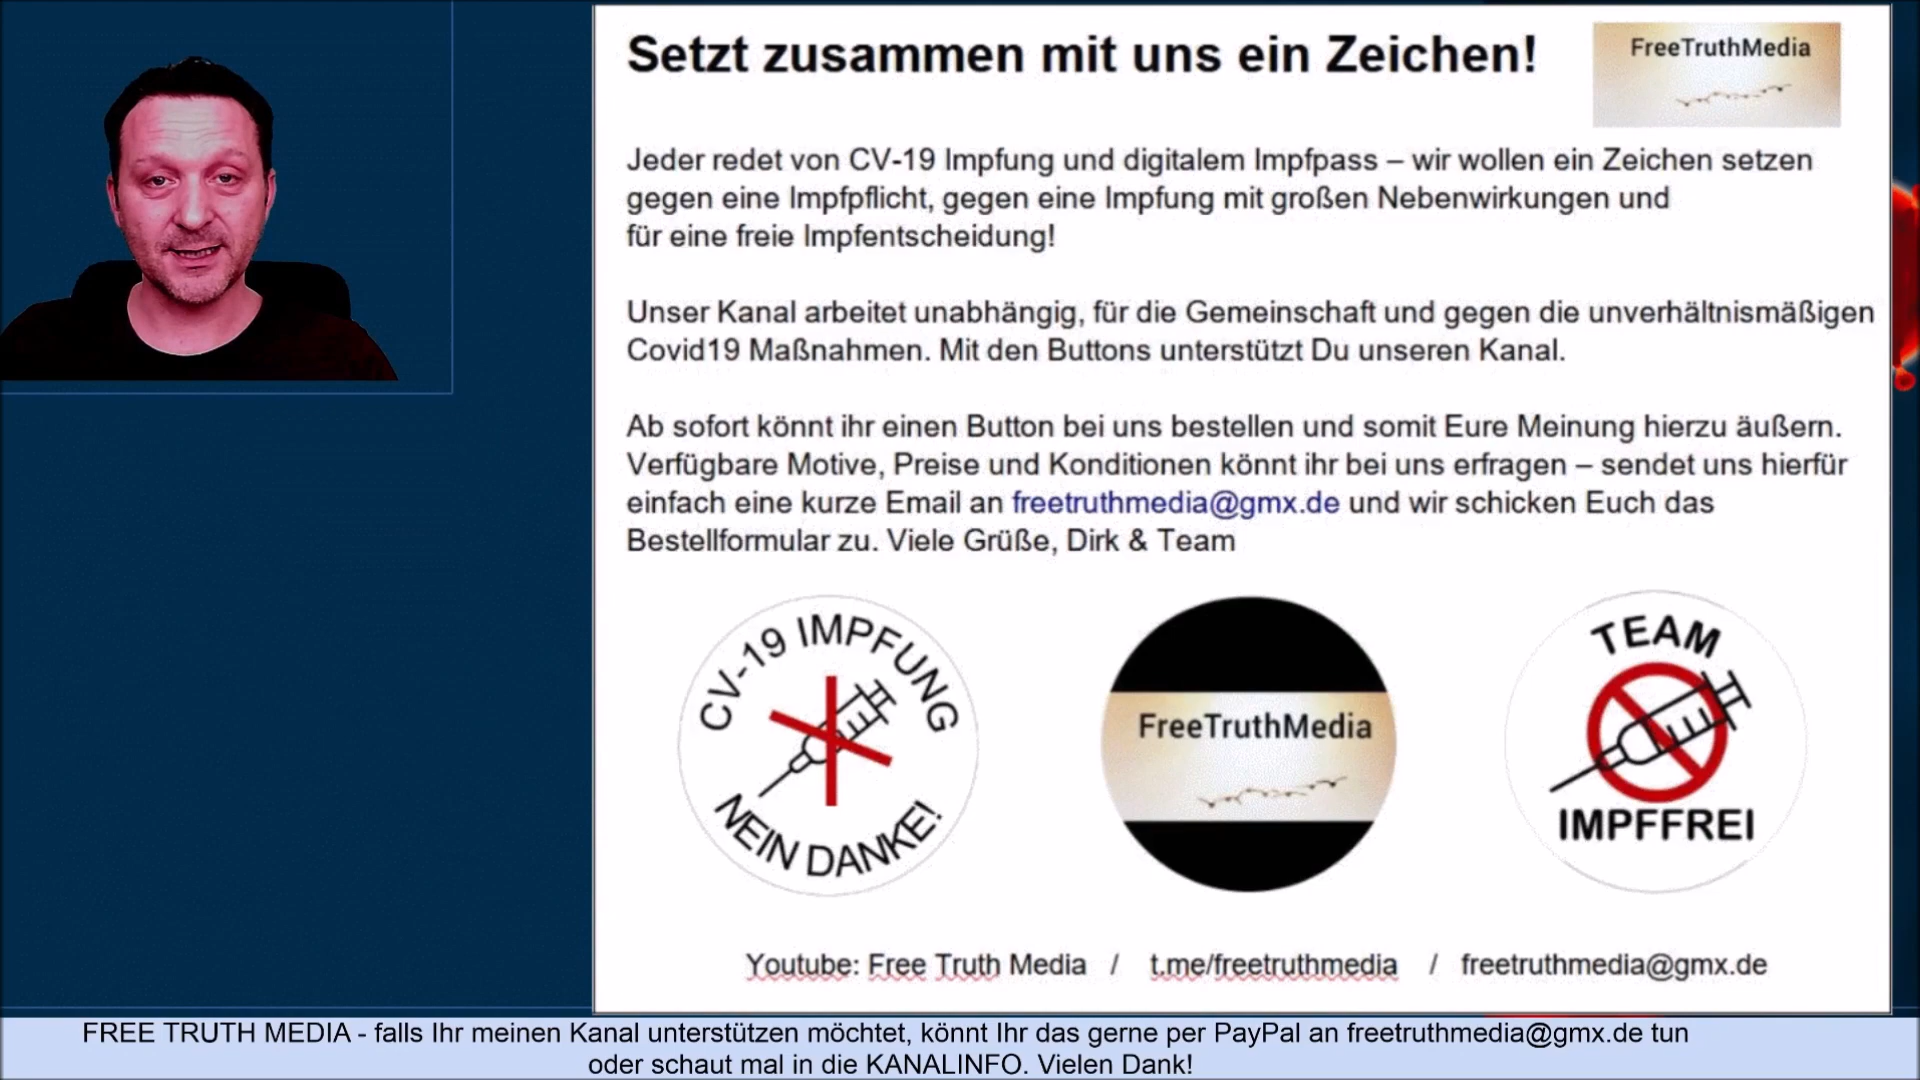 Setzt zusammen mit uns ein Zeichen!
FreeTruthMedia
Jeder redet von CV-19 Impfung und digitalem Impfpass – wir wollen ein Zeichen setzen
gegen eine Impfpflicht, gegen eine Impfung mit großen Nebenwirkungen und
für eine freie Impfentscheidung!
Unser Kanal arbeitet unabhängig, für die Gemeinschaft und gegen die unverhältnismäßigen
Covid19 Maßnahmen. Mit den Buttons unterstützt Du unseren Kanal.
Ab sofort könnt ihr einen Button bei uns bestellen und somit Eure Meinung hierzu äußern.
Verfügbare Motive, Preise und Konditionen könnt ihr bei uns erfragen – sendet uns hierfür
einfach eine kurze Email an freetruthmedia@gmx.de und wir schicken Euch das
Bestellformular zu. Viele Grüße, Dirk & Team
CV-19 IMPFUNG
NEIN DANKE!
FreeTruthMedia
TEAM
IMPFFREI
Youtube: Free Truth Media / t.me/freetruthmedia / freetruthmedia@gmx.de
FREE TRUTH MEDIA - falls Ihr meinen Kanal unterstützen möchtet, könnt Ihr das gerne per PayPal an freetruthmedia@gmx.de tun
oder schaut mal in die KANALINFO. Vielen Dank!